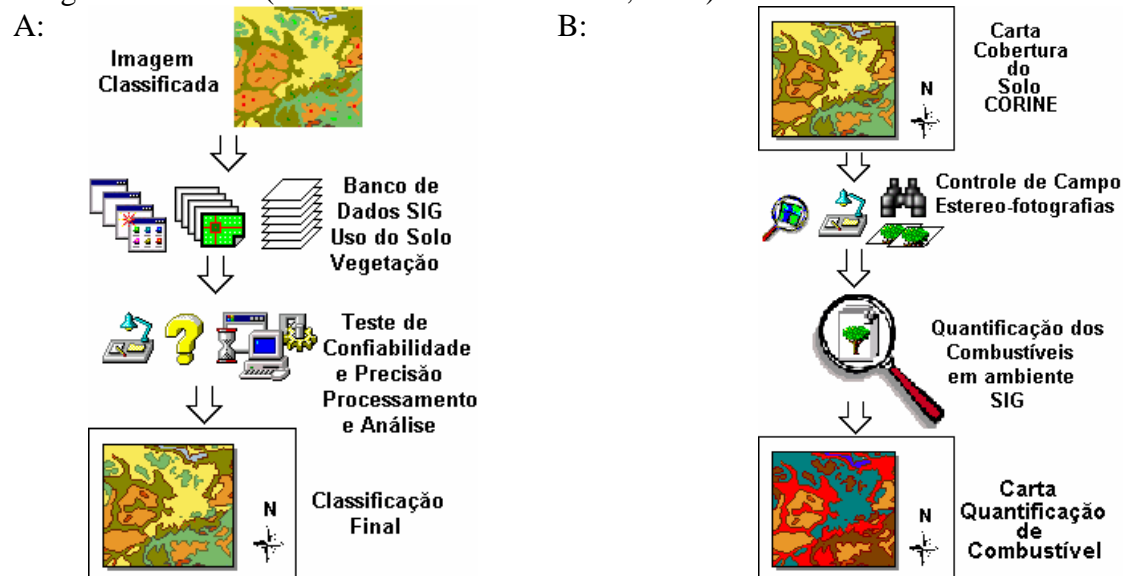 A:
Imagem
Classificada
Banco de
Dados SIG
Uso do Solo
Vegetação
Teste de
Confiabilidade
e Precisão
Processamento
e Análise
N
Classificação
Final
B:
N
Carta
Cobertura
do
Solo
CORINE
Controle de Campo
Estereo-fotografias
Quantificação dos
Combustíveis
em ambiente
SIG
N
Carta
Quantificação
de
Combustível